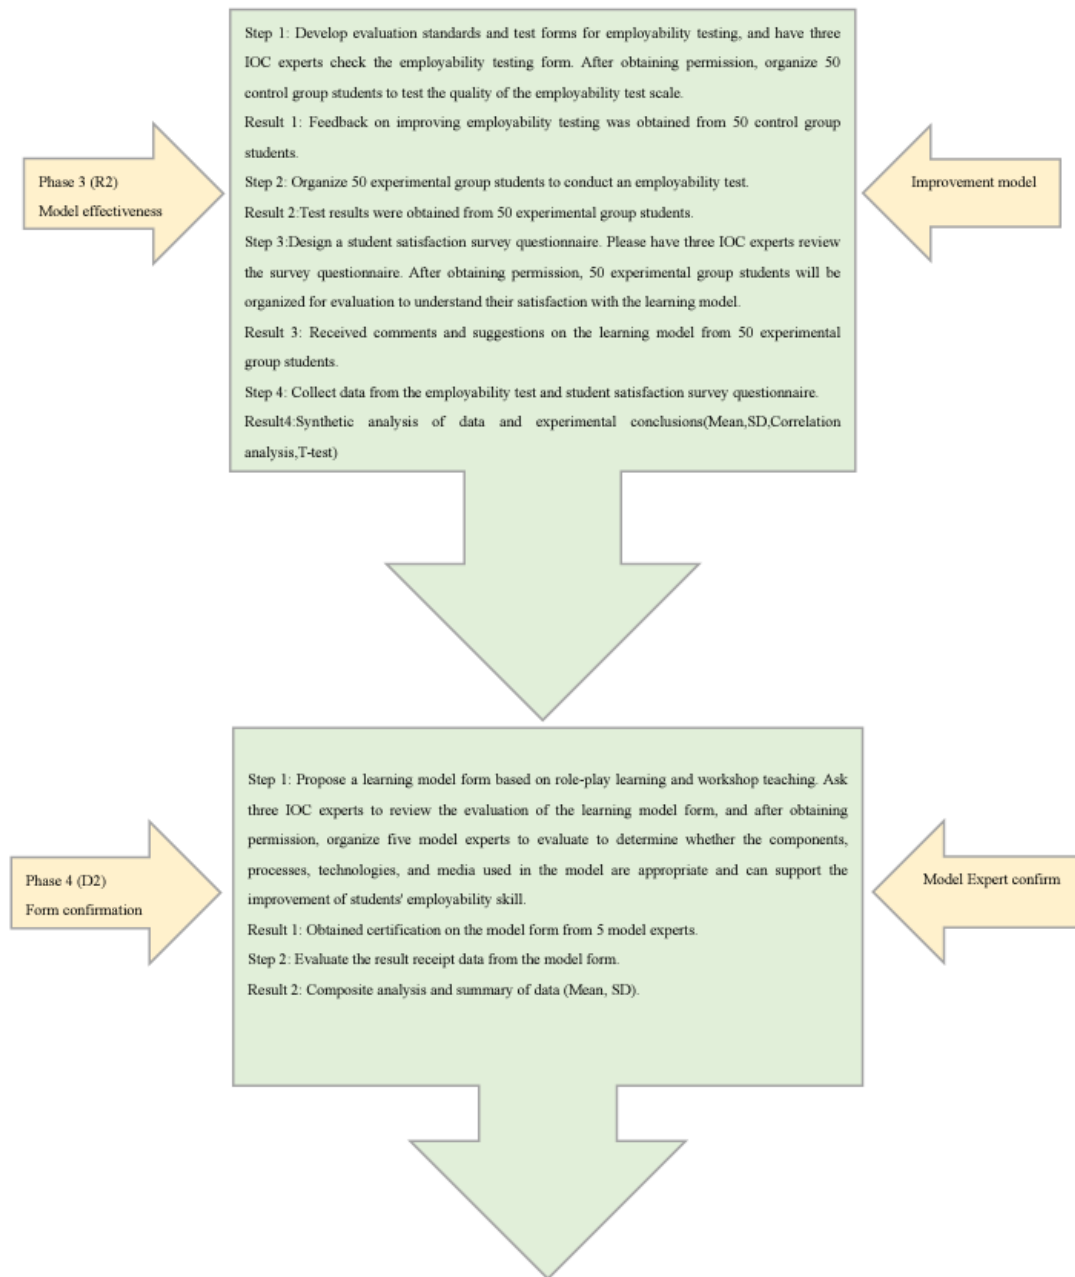 Step 1: Develop evaluation standards and test forms for employability testing, and have three
IOC experts check the employability testing form. After obtaining permission, organize 50
control group students to test the quality of the employability test scale.
Result 1: Feedback on improving employability testing was obtained from 50 control group
students.
Phase 3 (R2)
Model effectiveness
Improvement model
Step 2: Organize 50 experimental group students to conduct an employability test.
Result 2:Test results were obtained from 50 experimental group students.
Step 3:Design a student satisfaction survey questionnaire. Please have three IOC experts review
the survey questionnaire. After obtaining permission, 50 experimental group students will be
organized for evaluation to understand their satisfaction with the learning model.
Result 3: Received comments and suggestions on the learning model from 50 experimental
group students.
Step 4: Collect data from the employability test and student satisfaction survey questionnaire.
Result4:Synthetic analysis of data and experimental conclusions(Mean,SD,Correlation
analysis,T-test)
Step 1: Propose a learning model form based on role-play learning and workshop teaching. Ask
three IOC experts to review the evaluation of the learning model form, and after obtaining
permission, organize five model experts to evaluate to determine whether the components,
processes, technologies, and media used in the model are appropriate and can support the
improvement of students' employability skill.
Phase 4 (D2)
Form confirmation
Model Expert confirm
Result 1: Obtained certification on the model form from 5 model experts.
Step 2: Evaluate the result receipt data from the model form.
Result 2: Composite analysis and summary of data (Mean, SD).